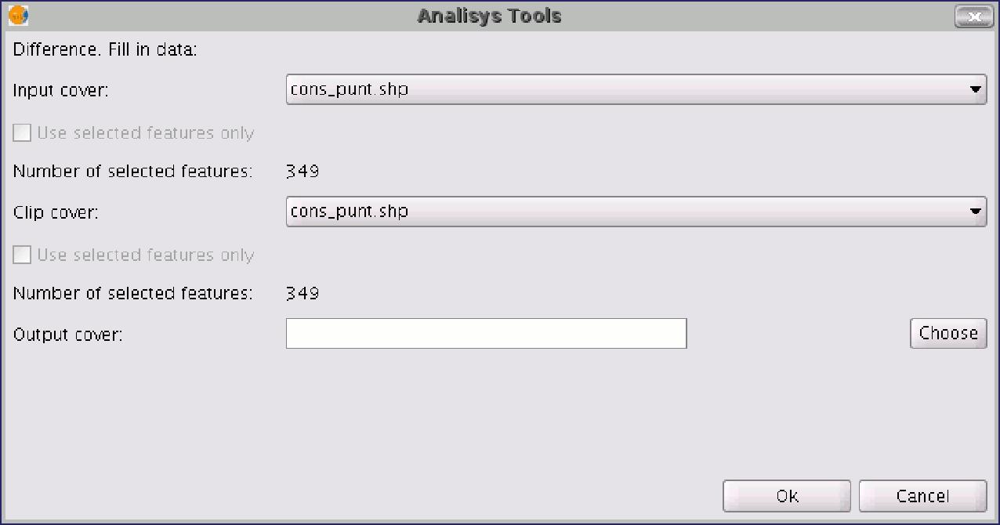 Analisys Tools
Difference. Fill in data:
Input cover: cons_punt.shp
Use selected features only
Number of selected features: 349
Clip cover: cons_punt.shp
Use selected features only
Number of selected features: 349
Output cover: Choose
Ok Cancel